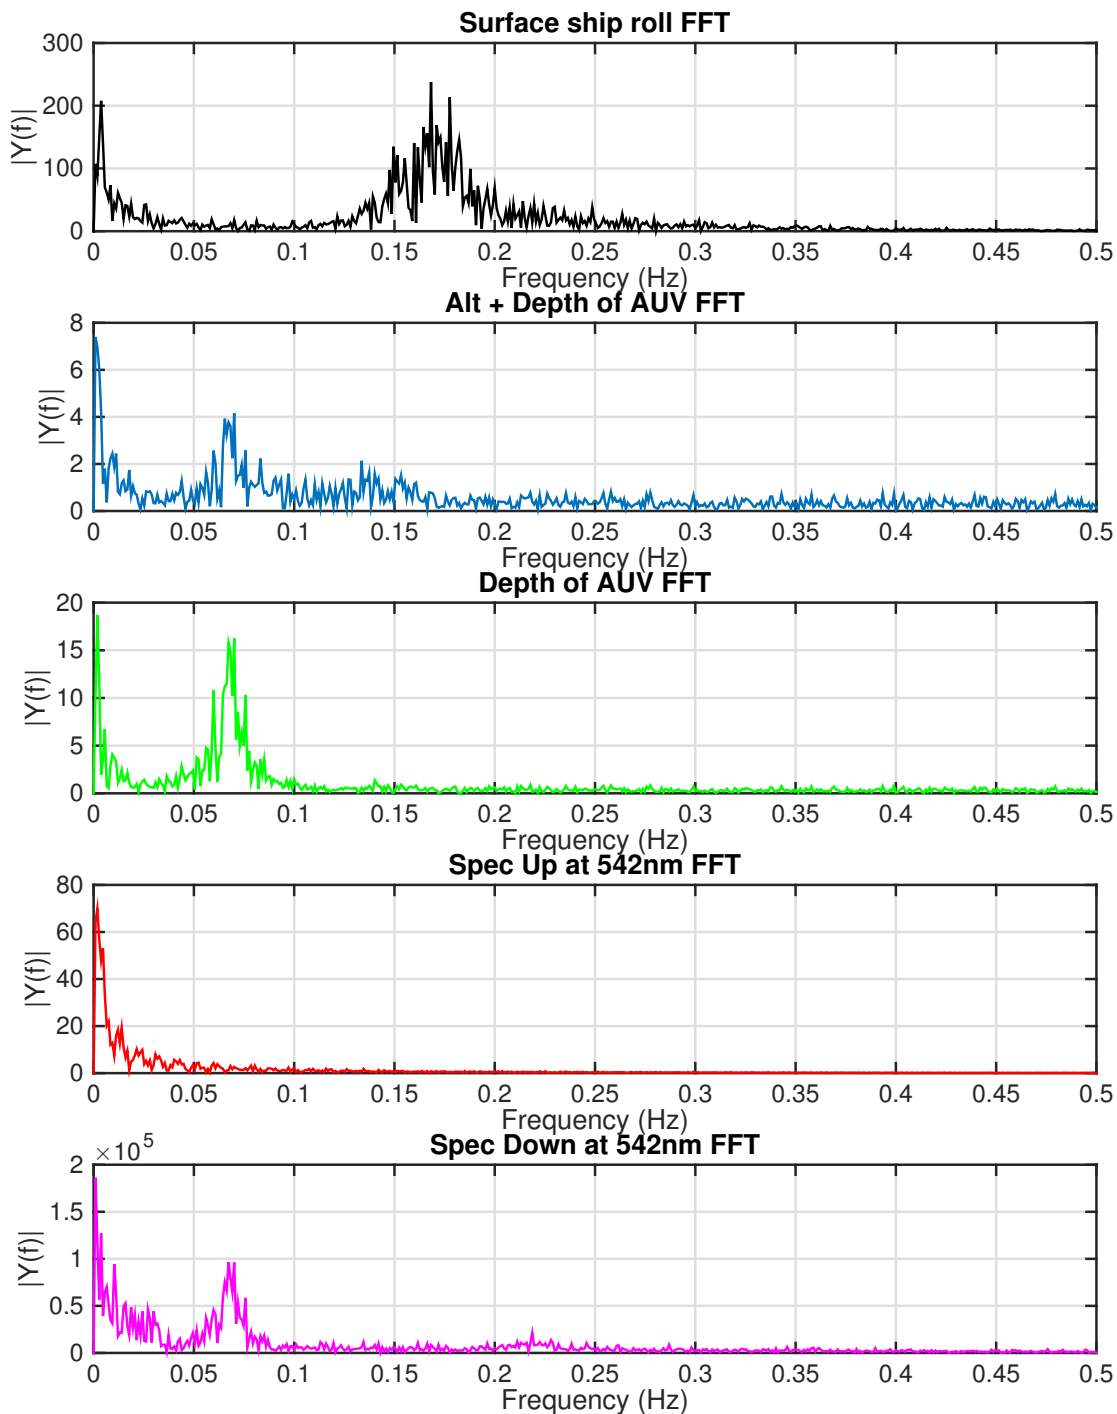 Surface ship roll FFT
300
200
100
0
|Y(f)|
0 0.05 0.1 0.15 0.2 0.25 0.3 0.35 0.4 0.45 0.5
Frequency (Hz)
Alt + Depth of AUV FFT
8
6
4
2
0
|Y(f)|
0 0.05 0.1 0.15 0.2 0.25 0.3 0.35 0.4 0.45 0.5
Frequency (Hz)
Depth of AUV FFT
20
15
10
5
0
|Y(f)|
0 0.05 0.1 0.15 0.2 0.25 0.3 0.35 0.4 0.45 0.5
Frequency (Hz)
Spec Up at 542nm FFT
80
60
40
20
0
|Y(f)|
0 0.05 0.1 0.15 0.2 0.25 0.3 0.35 0.4 0.45 0.5
Frequency (Hz)
Spec Down at 542nm FFT
×10^5
2
1.5
1
0.5
0
|Y(f)|
0 0.05 0.1 0.15 0.2 0.25 0.3 0.35 0.4 0.45 0.5
Frequency (Hz)